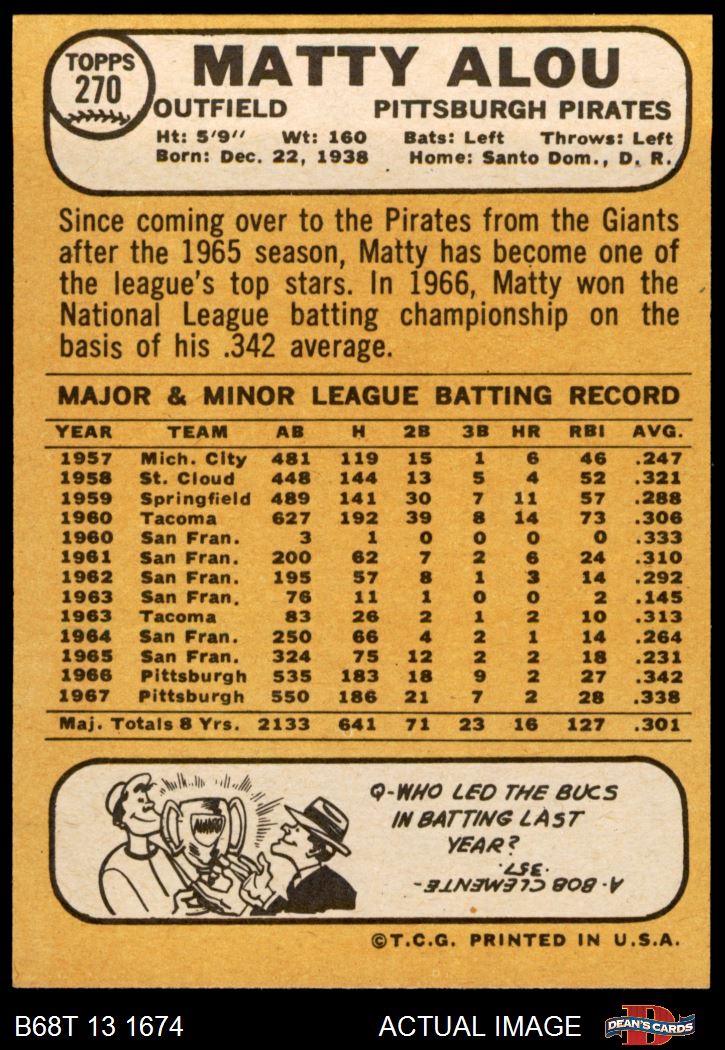 TOPPS
270
MATTY ALOU
OUTFIELD PITTSBURGH PIRATES
Ht: 5'9" Wt: 160 Bats: Left Throws: Left
Born: Dec. 22, 1938 Home: Santo Dom., D. R.
Since coming over to the Pirates from the Giants
after the 1965 season, Matty has become one of
the league's top stars. In 1966, Matty won the
National League batting championship on the
basis of his .342 average.
MAJOR & MINOR LEAGUE BATTING RECORD
YEAR TEAM AB H 2B 3B HR RBI AVG.
1957 Mich. City 481 119 15 1 6 46 .247
1958 St. Cloud 448 144 13 5 4 52 .321
1959 Springfield 489 141 30 7 11 57 .288
1960 Tacoma 627 192 39 8 14 73 .306
1960 San Fran. 3 1 0 0 0 0 .333
1961 San Fran. 200 62 7 2 6 24 .310
1962 San Fran. 195 57 8 1 3 14 .292
1963 San Fran. 76 11 1 0 0 2 .145
1963 Tacoma 83 26 2 1 2 10 .313
1964 San Fran. 250 66 4 2 1 14 .264
1965 San Fran. 324 75 12 2 2 18 .231
1966 Pittsburgh 535 183 18 9 2 27 .342
1967 Pittsburgh 550 186 21 7 2 28 .338
Maj. Totals 8 Yrs. 2133 641 71 23 16 127 .301
AWARD
Q-WHO LED THE BUCS
IN BATTING LAST
YEAR?
A-BOB CLEMENTE-
.357.
©T.C.G. PRINTED IN U.S.A.
B68T 13 1674 ACTUAL IMAGE
DEAN'S CARDS